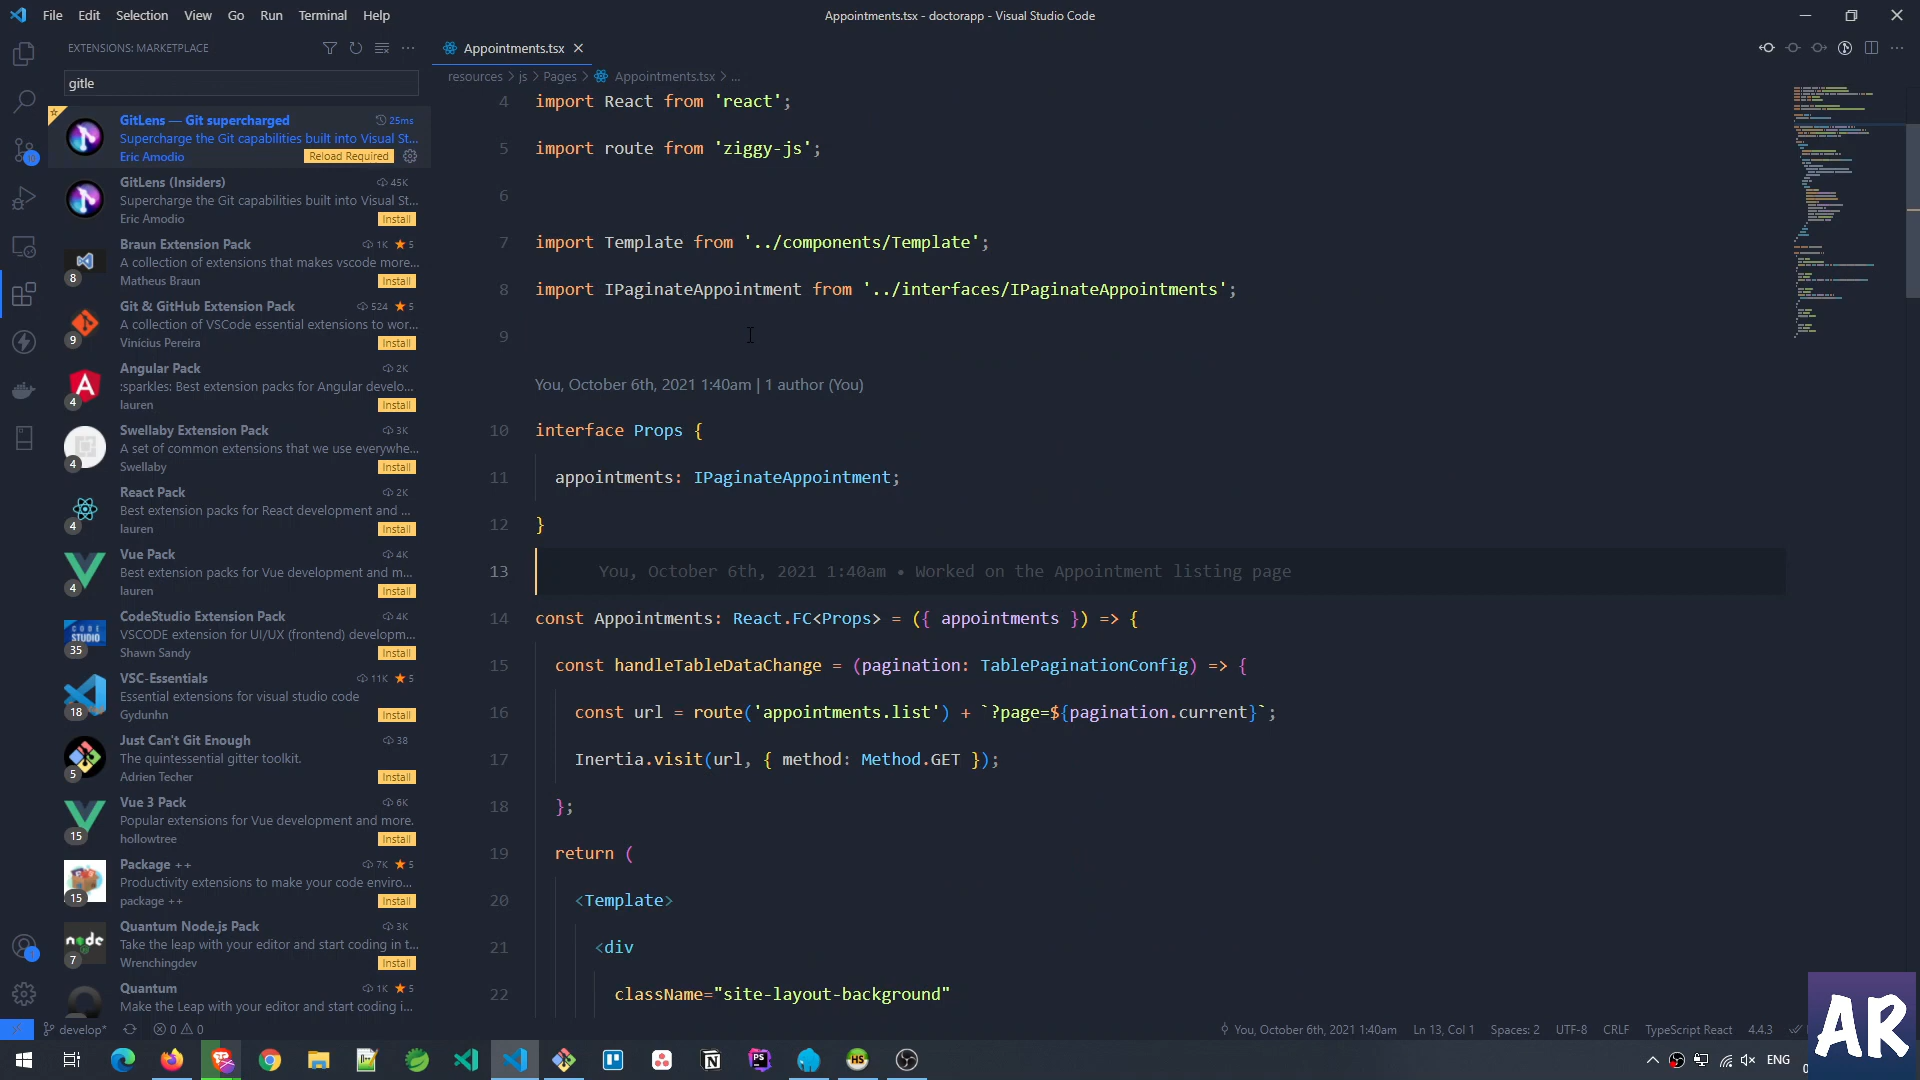 File Edit Selection View Go Run Terminal Help
Appointments.tsx - doctorapp - Visual Studio Code
EXTENSIONS: MARKETPLACE
gitle
GitLens — Git supercharged 25ms
Supercharge the Git capabilities built into Visual St...
Eric Amodio Reload Required
GitLens (Insiders) 45K
Supercharge the Git capabilities built into Visual St...
Eric Amodio Install
Braun Extension Pack 1K 5
A collection of extensions that makes vscode more...
8 Matheus Braun Install
Git & GitHub Extension Pack 524 5
A collection of VSCode essential extensions to wor...
9 Vinícius Pereira Install
Angular Pack 2K
:sparkles: Best extension packs for Angular develo...
4 lauren Install
Swellaby Extension Pack 3K
A set of common extensions that we use everywhe...
4 Swellaby Install
React Pack 2K
Best extension packs for React development and ...
4 lauren Install
Vue Pack 4K
Best extension packs for Vue development and m...
4 lauren Install
CodeStudio Extension Pack 4K
CODE STUDIO VSCODE extension for UI/UX (frontend) developm...
35 Shawn Sandy Install
VSC-Essentials 11K 5
Essential extensions for visual studio code
18 Gydunhn Install
Just Can't Git Enough 38
The quintessential gitter toolkit.
5 Adrien Techer Install
Vue 3 Pack 6K
Popular extensions for Vue development and more.
15 hollowtree Install
Package ++ 7K 5
Productivity extensions to make your code enviro...
15 package ++ Install
Quantum Node.js Pack 3K
node Take the leap with your editor and start coding in t...
7 Wrenchingdev Install
Quantum 1K 5
Make the Leap with your editor and start coding i...
Appointments.tsx
resources > js > Pages > Appointments.tsx > ...
4 import React from 'react';
5 import route from 'ziggy-js';
6
7 import Template from '../components/Template';
8 import IPaginateAppointment from '../interfaces/IPaginateAppointments';
9
You, October 6th, 2021 1:40am | 1 author (You)
10 interface Props {
11 appointments: IPaginateAppointment;
12 }
13 You, October 6th, 2021 1:40am • Worked on the Appointment listing page
14 const Appointments: React.FC<Props> = ({ appointments }) => {
15 const handleTableDataChange = (pagination: TablePaginationConfig) => {
16 const url = route('appointments.list') + `?page=${pagination.current}`;
17 Inertia.visit(url, { method: Method.GET });
18 };
19 return (
20 <Template>
21 <div
22 className="site-layout-background"
develop* 0 0
You, October 6th, 2021 1:40am Ln 13, Col 1 Spaces: 2 UTF-8 CRLF TypeScript React 4.4.3
AR
ENG